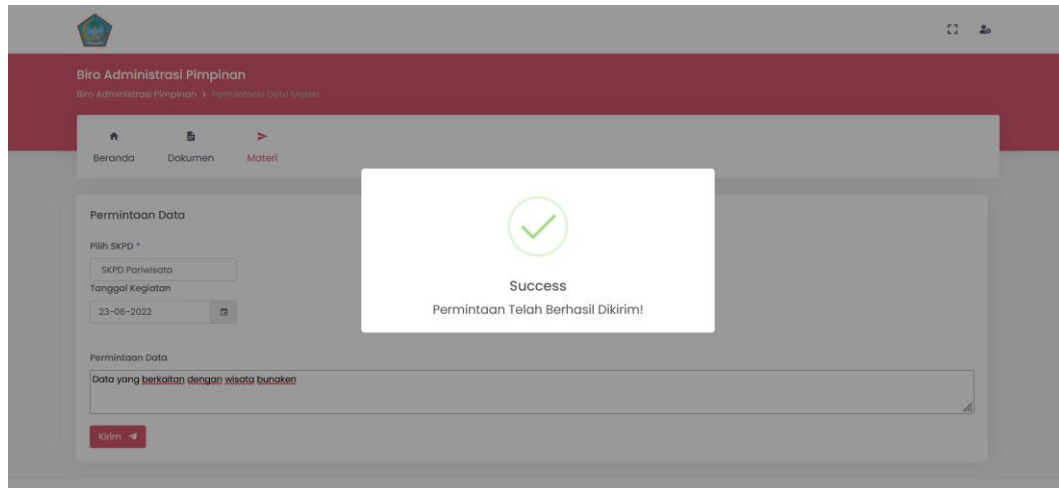 Biro Administrasi Pimpinan
Biro Administrasi Pimpinan > Permintaan Data Materi
Beranda Dokumen Materi
Permintaan Data
Pilih SKPD *
SKPD Pariwisata
Tanggal Kegiatan
23-06-2022
Success
Permintaan Telah Berhasil Dikirim!
Permintaan Data
Data yang berkaitan dengan wisata bunaken
Kirim